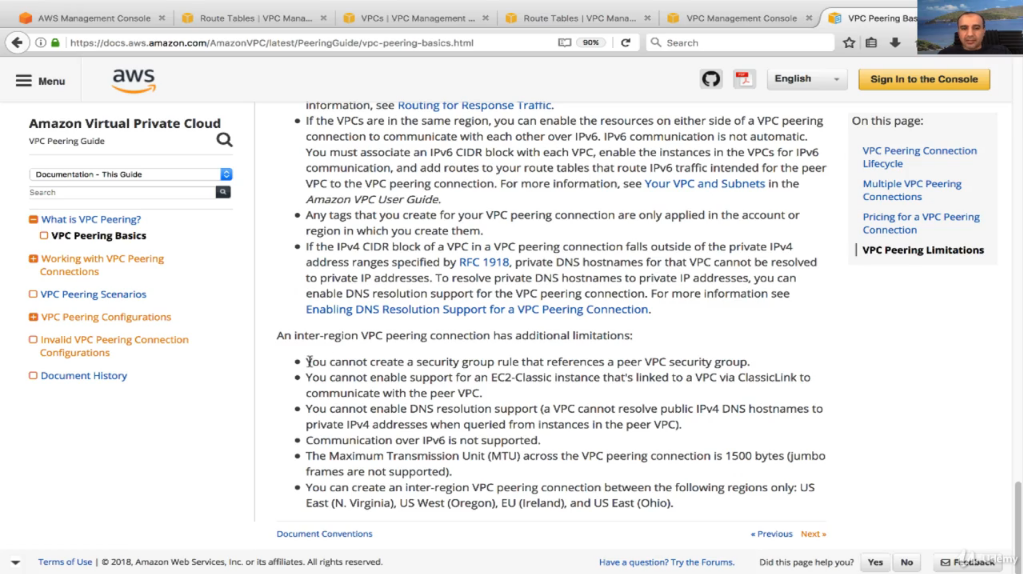 AWS Management Console
Route Tables | VPC Mana...
VPCs | VPC Management ...
Route Tables | VPC Mana...
VPC Management Console
VPC Peering Bas
https://docs.aws.amazon.com/AmazonVPC/latest/PeeringGuide/vpc-peering-basics.html
90%
Search
Menu
aws
English
Sign In to the Console
Amazon Virtual Private Cloud
VPC Peering Guide
Documentation - This Guide
Search
What is VPC Peering?
VPC Peering Basics
Working with VPC Peering
Connections
VPC Peering Scenarios
VPC Peering Configurations
Invalid VPC Peering Connection
Configurations
Document History
information, see Routing for Response Traffic.
If the VPCs are in the same region, you can enable the resources on either side of a VPC peering
connection to communicate with each other over IPv6. IPv6 communication is not automatic.
You must associate an IPv6 CIDR block with each VPC, enable the instances in the VPCs for IPv6
communication, and add routes to your route tables that route IPv6 traffic intended for the peer
VPC to the VPC peering connection. For more information, see Your VPC and Subnets in the
Amazon VPC User Guide.
Any tags that you create for your VPC peering connection are only applied in the account or
region in which you create them.
If the IPv4 CIDR block of a VPC in a VPC peering connection falls outside of the private IPv4
address ranges specified by RFC 1918, private DNS hostnames for that VPC cannot be resolved
to private IP addresses. To resolve private DNS hostnames to private IP addresses, you can
enable DNS resolution support for the VPC peering connection. For more information see
Enabling DNS Resolution Support for a VPC Peering Connection.
An inter-region VPC peering connection has additional limitations:
You cannot create a security group rule that references a peer VPC security group.
You cannot enable support for an EC2-Classic instance that's linked to a VPC via ClassicLink to
communicate with the peer VPC.
You cannot enable DNS resolution support (a VPC cannot resolve public IPv4 DNS hostnames to
private IPv4 addresses when queried from instances in the peer VPC).
Communication over IPv6 is not supported.
The Maximum Transmission Unit (MTU) across the VPC peering connection is 1500 bytes (jumbo
frames are not supported).
You can create an inter-region VPC peering connection between the following regions only: US
East (N. Virginia), US West (Oregon), EU (Ireland), and US East (Ohio).
Document Conventions
« Previous Next »
On this page:
VPC Peering Connection
Lifecycle
Multiple VPC Peering
Connections
Pricing for a VPC Peering
Connection
VPC Peering Limitations
Terms of Use | © 2018, Amazon Web Services, Inc. or its affiliates. All rights reserved.
Have a question? Try the Forums.
Did this page help you?
Yes
No
Feedback